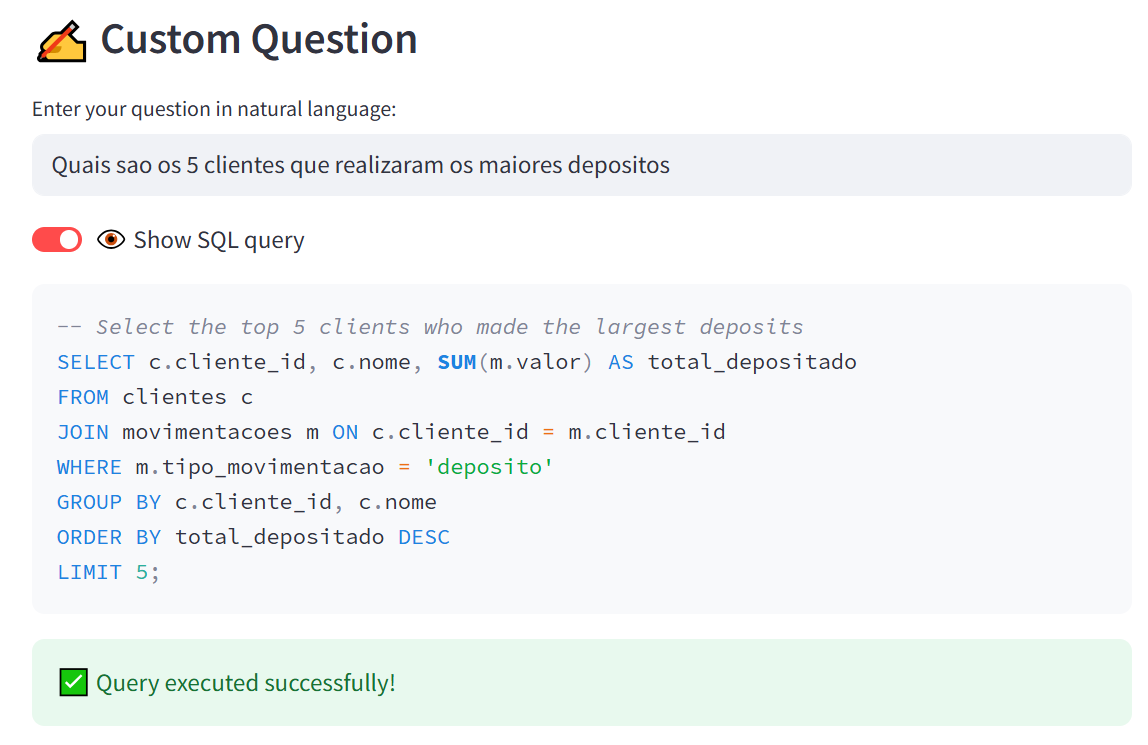 Custom Question
Enter your question in natural language:
Quais sao os 5 clientes que realizaram os maiores depositos
Show SQL query
-- Select the top 5 clients who made the largest deposits
SELECT c.cliente_id, c.nome, SUM(m.valor) AS total_depositado
FROM clientes c
JOIN movimentacoes m ON c.cliente_id = m.cliente_id
WHERE m.tipo_movimentacao = 'deposito'
GROUP BY c.cliente_id, c.nome
ORDER BY total_depositado DESC
LIMIT 5;
Query executed successfully!